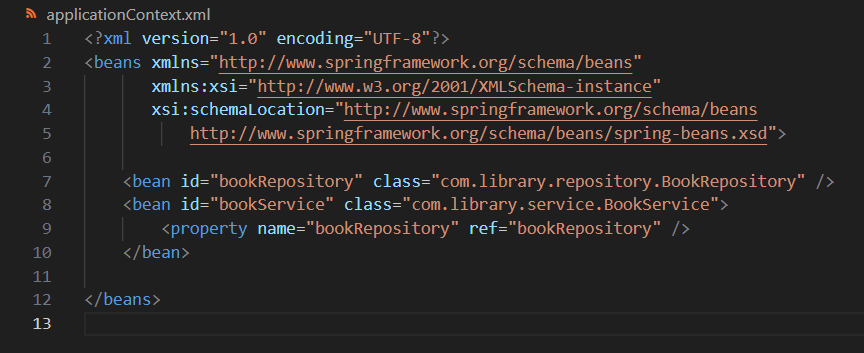 applicationContext.xml
1 <?xml version="1.0" encoding="UTF-8"?>
2 <beans xmlns="http://www.springframework.org/schema/beans"
3        xmlns:xsi="http://www.w3.org/2001/XMLSchema-instance"
4        xsi:schemaLocation="http://www.springframework.org/schema/beans
5            http://www.springframework.org/schema/beans/spring-beans.xsd">
6
7     <bean id="bookRepository" class="com.library.repository.BookRepository" />
8     <bean id="bookService" class="com.library.service.BookService">
9         <property name="bookRepository" ref="bookRepository" />
10     </bean>
11
12 </beans>
13